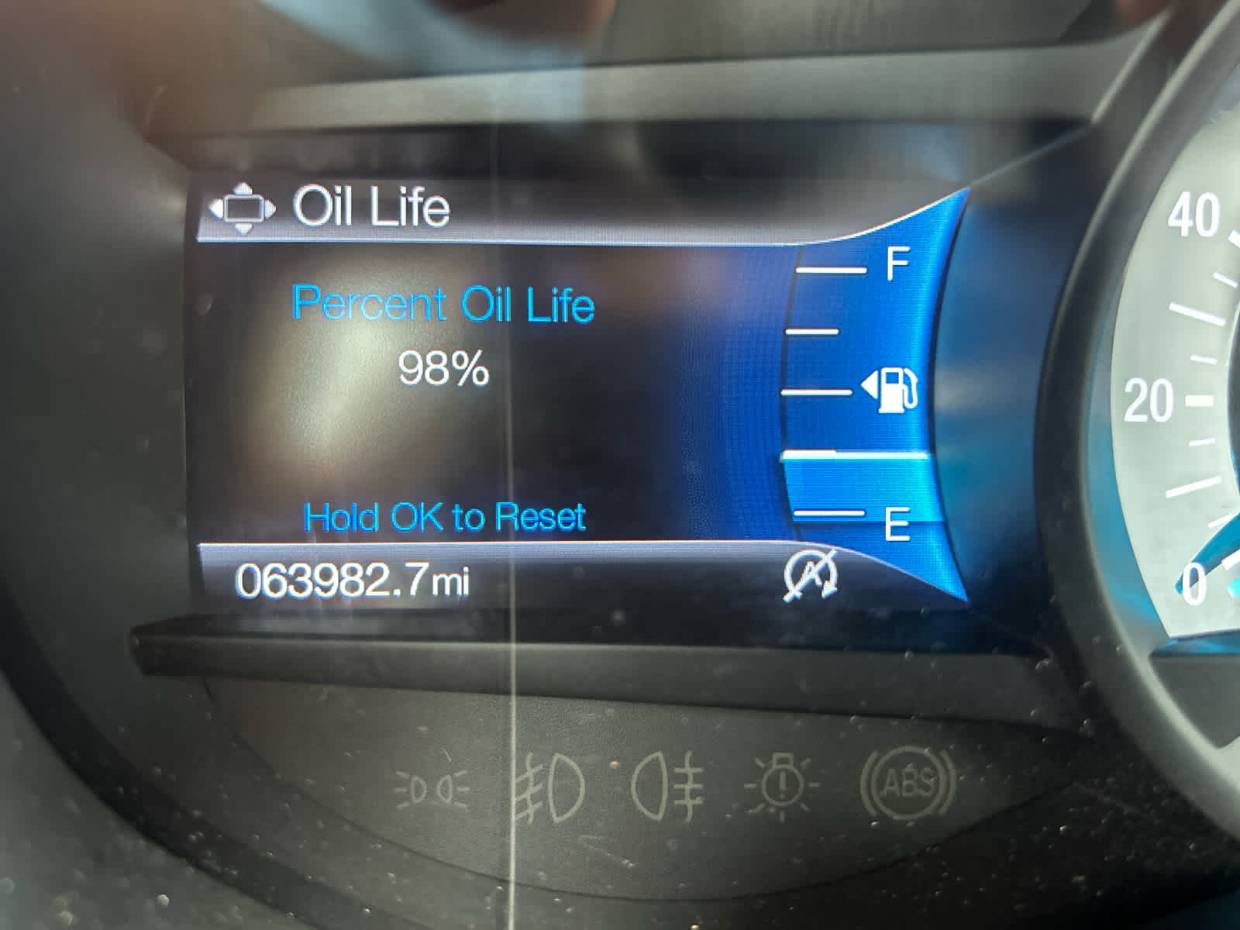 Oil Life
Percent Oil Life
98%
Hold OK to Reset
063982.7mi
F
E
A
40
20
0
ABS